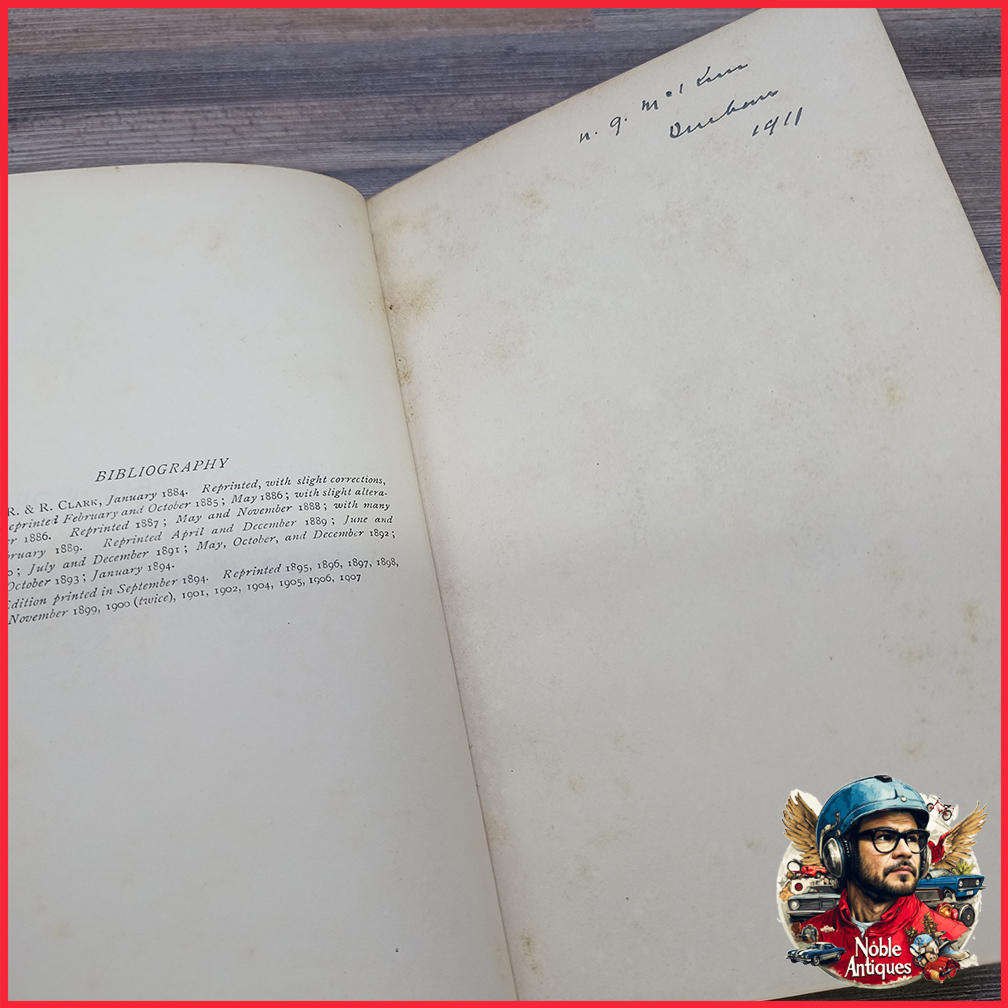 BIBLIOGRAPHY
R. & R. CLARK, January 1884. Reprinted, with slight corrections,
eprinted February and October 1885; May 1886; with slight altera-
r 1886. Reprinted 1887; May and November 1888; with many
ruary 1889. Reprinted April and December 1889; June and
0; July and December 1891; May, October, and December 1892;
October 1893; January 1894.
Edition printed in September 1894. Reprinted 1895, 1896, 1897, 1898,
November 1899, 1900 (twice), 1901, 1902, 1904, 1905, 1906, 1907
n. g.
1911
Noble
Antiques